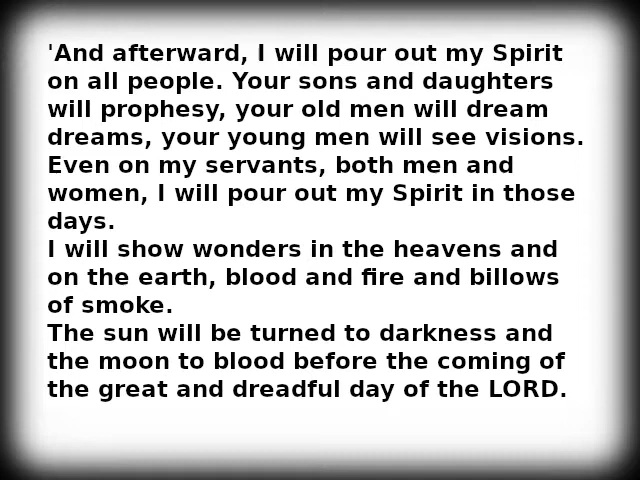 'And afterward, I will pour out my Spirit
on all people. Your sons and daughters
will prophesy, your old men will dream
dreams, your young men will see visions.
Even on my servants, both men and
women, I will pour out my Spirit in those
days.
I will show wonders in the heavens and
on the earth, blood and fire and billows
of smoke.
The sun will be turned to darkness and
the moon to blood before the coming of
the great and dreadful day of the LORD.